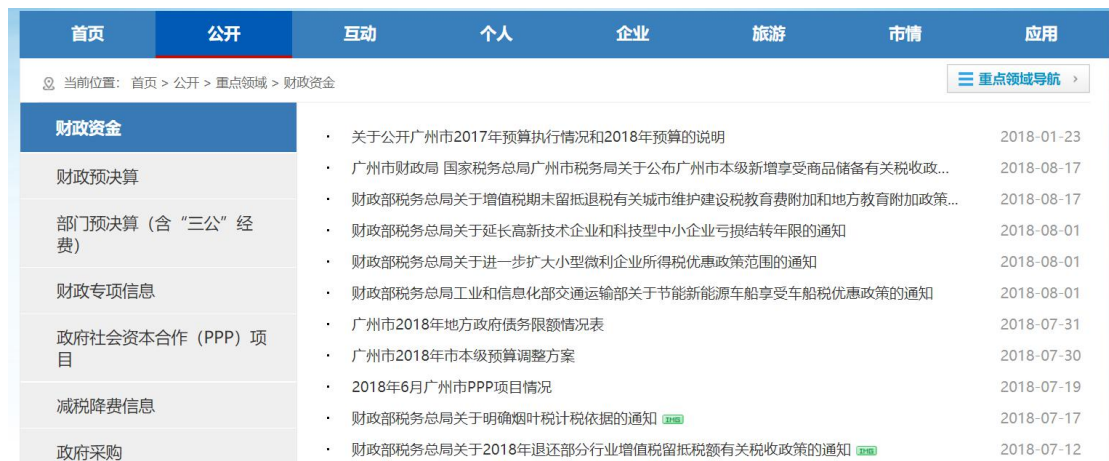 首页 公开 互动 个人 企业 旅游 市情 应用
当前位置： 首页 > 公开 > 重点领域 > 财政资金
重点领域导航 >
财政资金
财政预决算
部门预决算（含“三公”经
费）
财政专项信息
政府社会资本合作（PPP）项
目
减税降费信息
政府采购
· 关于公开广州市2017年预算执行情况和2018年预算的说明 2018-01-23
· 广州市财政局 国家税务总局广州市税务局关于公布广州市本级新增享受商品储备有关税收政... 2018-08-17
· 财政部税务总局关于增值税期末留抵退税有关城市维护建设税教育费附加和地方教育附加政策... 2018-08-17
· 财政部税务总局关于延长高新技术企业和科技型中小企业亏损结转年限的通知 2018-08-01
· 财政部税务总局关于进一步扩大小型微利企业所得税优惠政策范围的通知 2018-08-01
· 财政部税务总局工业和信息化部交通运输部关于节能新能源车船享受车船税优惠政策的通知 2018-08-01
· 广州市2018年地方政府债务限额情况表 2018-07-31
· 广州市2018年市本级预算调整方案 2018-07-30
· 2018年6月广州市PPP项目情况 2018-07-19
· 财政部税务总局关于明确烟叶税计税依据的通知 IMG 2018-07-17
· 财政部税务总局关于2018年退还部分行业增值税留抵税额有关税收政策的通知 IMG 2018-07-12